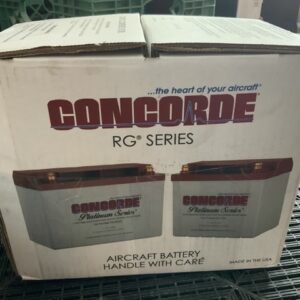 ...the heart of your aircraft®
CONCORDE
RG® SERIES
CONCORDE
Platinum Series®
CONCORDE
Platinum Series®
AIRCRAFT BATTERY
HANDLE WITH CARE®
MADE IN THE USA